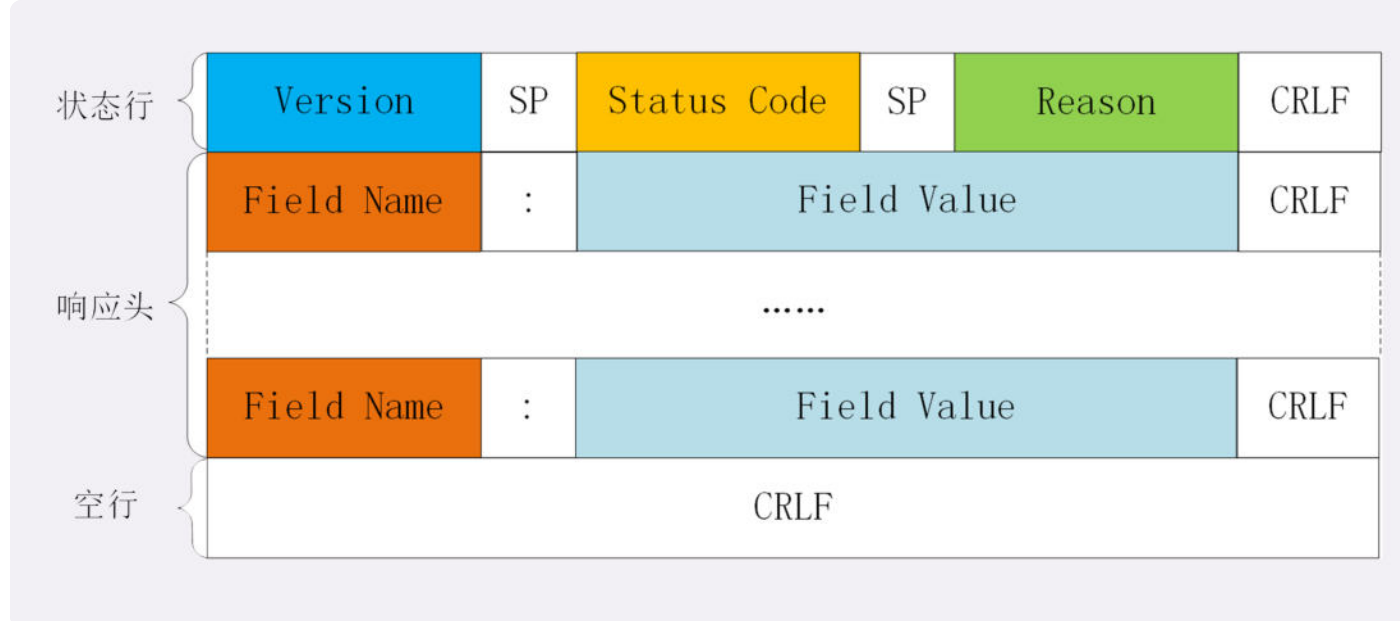 状态行 Version SP Status Code SP Reason CRLF
Field Name : Field Value CRLF
响应头 ……
Field Name : Field Value CRLF
空行 CRLF